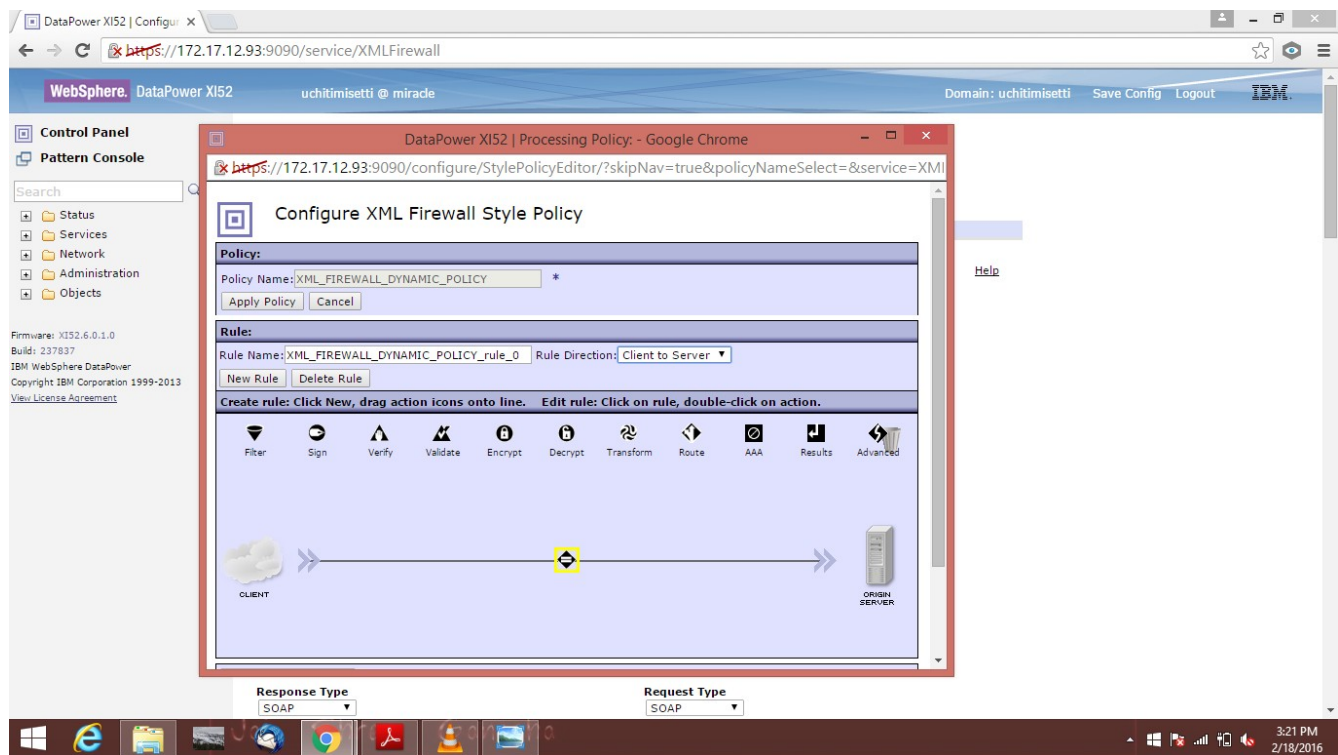 DataPower XI52 | Configur
https://172.17.12.93:9090/service/XMLFirewall
WebSphere. DataPower XI52
uchitimisetti @ miracle
Domain: uchitimisetti Save Config Logout IBM.
Control Panel
Pattern Console
Search
Status
Services
Network
Administration
Objects
Firmware: XI52.6.0.1.0
Build: 237837
IBM WebSphere DataPower
Copyright IBM Corporation 1999-2013
View License Agreement
DataPower XI52 | Processing Policy: - Google Chrome
https://172.17.12.93:9090/configure/StylePolicyEditor/?skipNav=true&policyNameSelect=&service=XMl
Configure XML Firewall Style Policy
Policy:
Policy Name: XML_FIREWALL_DYNAMIC_POLICY *
Apply Policy Cancel
Rule:
Rule Name: XML_FIREWALL_DYNAMIC_POLICY_rule_0 Rule Direction: Client to Server
New Rule Delete Rule
Create rule: Click New, drag action icons onto line. Edit rule: Click on rule, double-click on action.
Filter Sign Verify Validate Encrypt Decrypt Transform Route AAA Results Advanced
CLIENT
ORIGIN
SERVER
Help
Response Type
SOAP
Request Type
SOAP
3:21 PM
2/18/2016